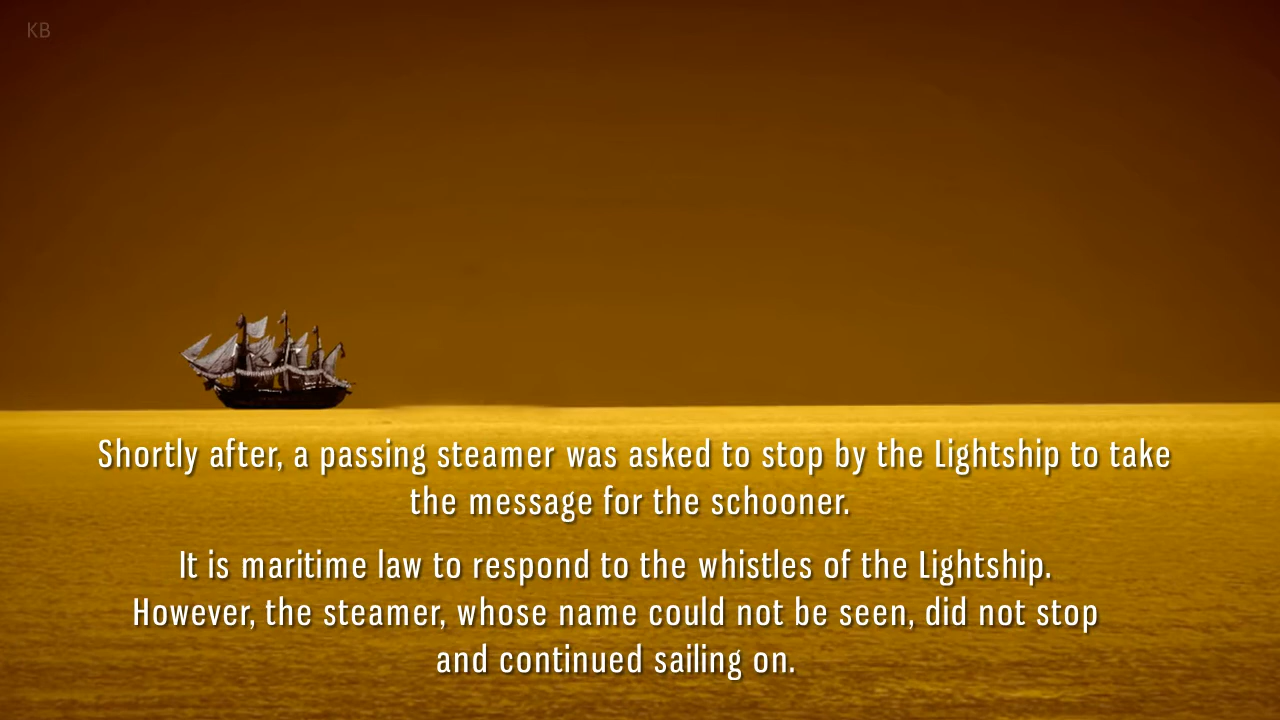 KB
Shortly after, a passing steamer was asked to stop by the Lightship to take
the message for the schooner.
It is maritime law to respond to the whistles of the Lightship.
However, the steamer, whose name could not be seen, did not stop
and continued sailing on.